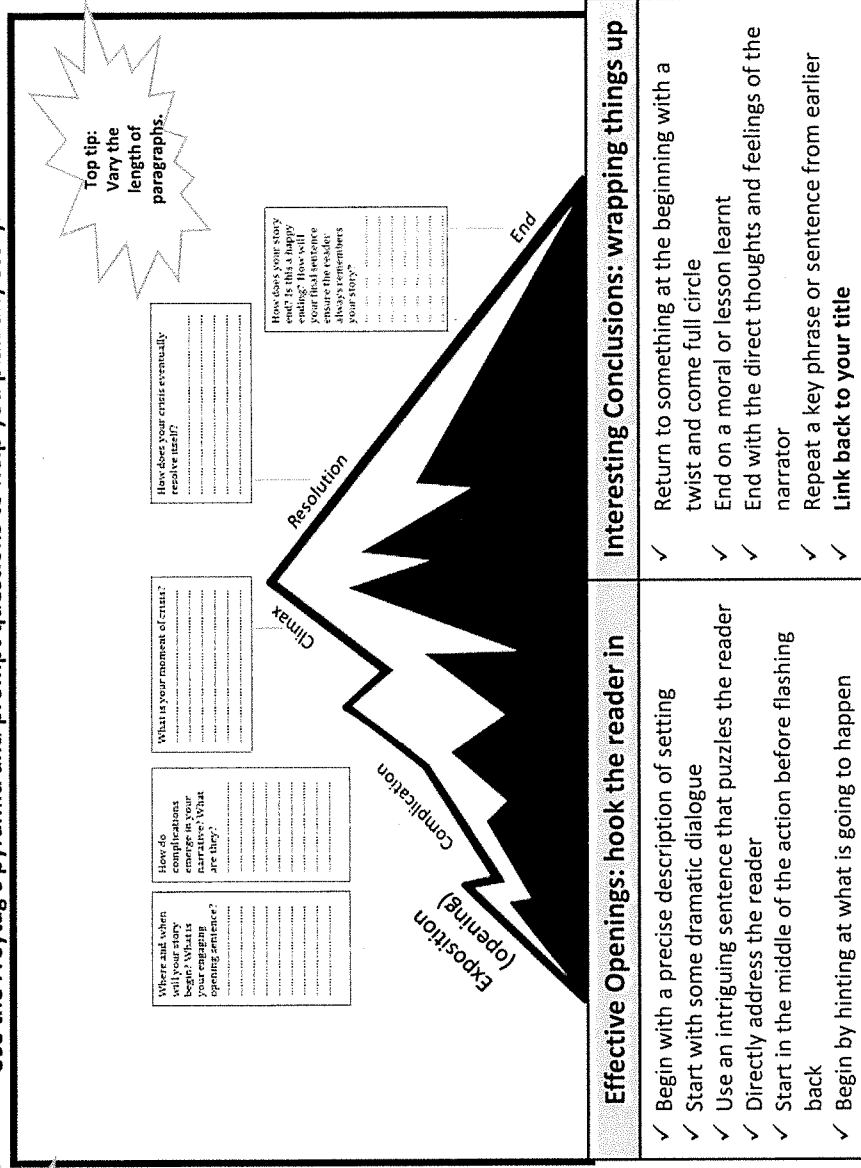 Top tip:
Vary the
length of
paragraphs.
Where and when
will your story
begin? What is
your engaging
opening sentence?
How do
complications
emerge in your
narrative? What
are they?
What is your moment of crisis?
How does your crisis eventually
resolve itself?
How does your story
end? Is this a happy
ending? How will
your final sentence
ensure the reader
always remembers
your story?
Exposition
(opening)
Complication
Climax
Resolution
End
Effective Openings: hook the reader in
✓ Begin with a precise description of setting
✓ Start with some dramatic dialogue
✓ Use an intriguing sentence that puzzles the reader
✓ Directly address the reader
✓ Start in the middle of the action before flashing
back
✓ Begin by hinting at what is going to happen
Interesting Conclusions: wrapping things up
✓ Return to something at the beginning with a
twist and come full circle
✓ End on a moral or lesson learnt
✓ End with the direct thoughts and feelings of the
narrator
✓ Repeat a key phrase or sentence from earlier
✓ Link back to your title